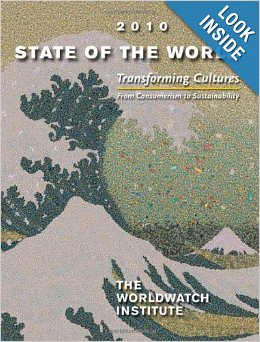 LOOK
INSIDE
2010
STATE OF THE WOR
Transforming Cultures
From Consumerism to Sustainability
THE
WORLDWATCH
INSTITUTE